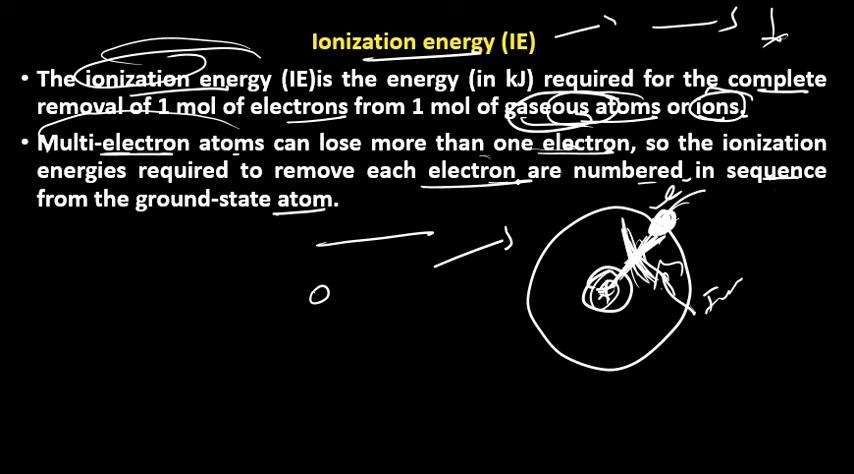 Ionization energy (IE)
• The ionization energy (IE)is the energy (in kJ) required for the complete
removal of 1 mol of electrons from 1 mol of gaseous atoms or ions.
• Multi-electron atoms can lose more than one electron, so the ionization
energies required to remove each electron are numbered in sequence
from the ground-state atom.